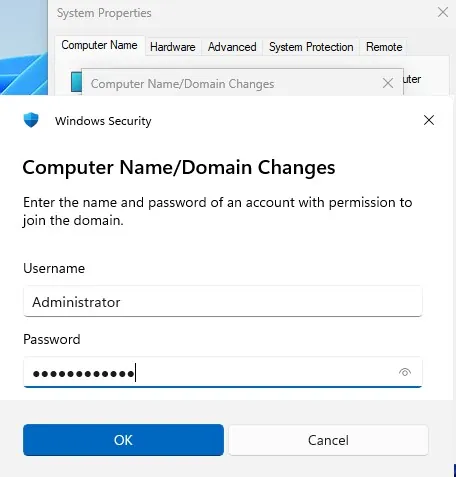 System Properties
Computer Name Hardware Advanced System Protection Remote
Computer Name/Domain Changes
Windows Security
Computer Name/Domain Changes
Enter the name and password of an account with permission to
join the domain.
Username
Administrator
Password
●●●●●●●●●●●●
OK Cancel